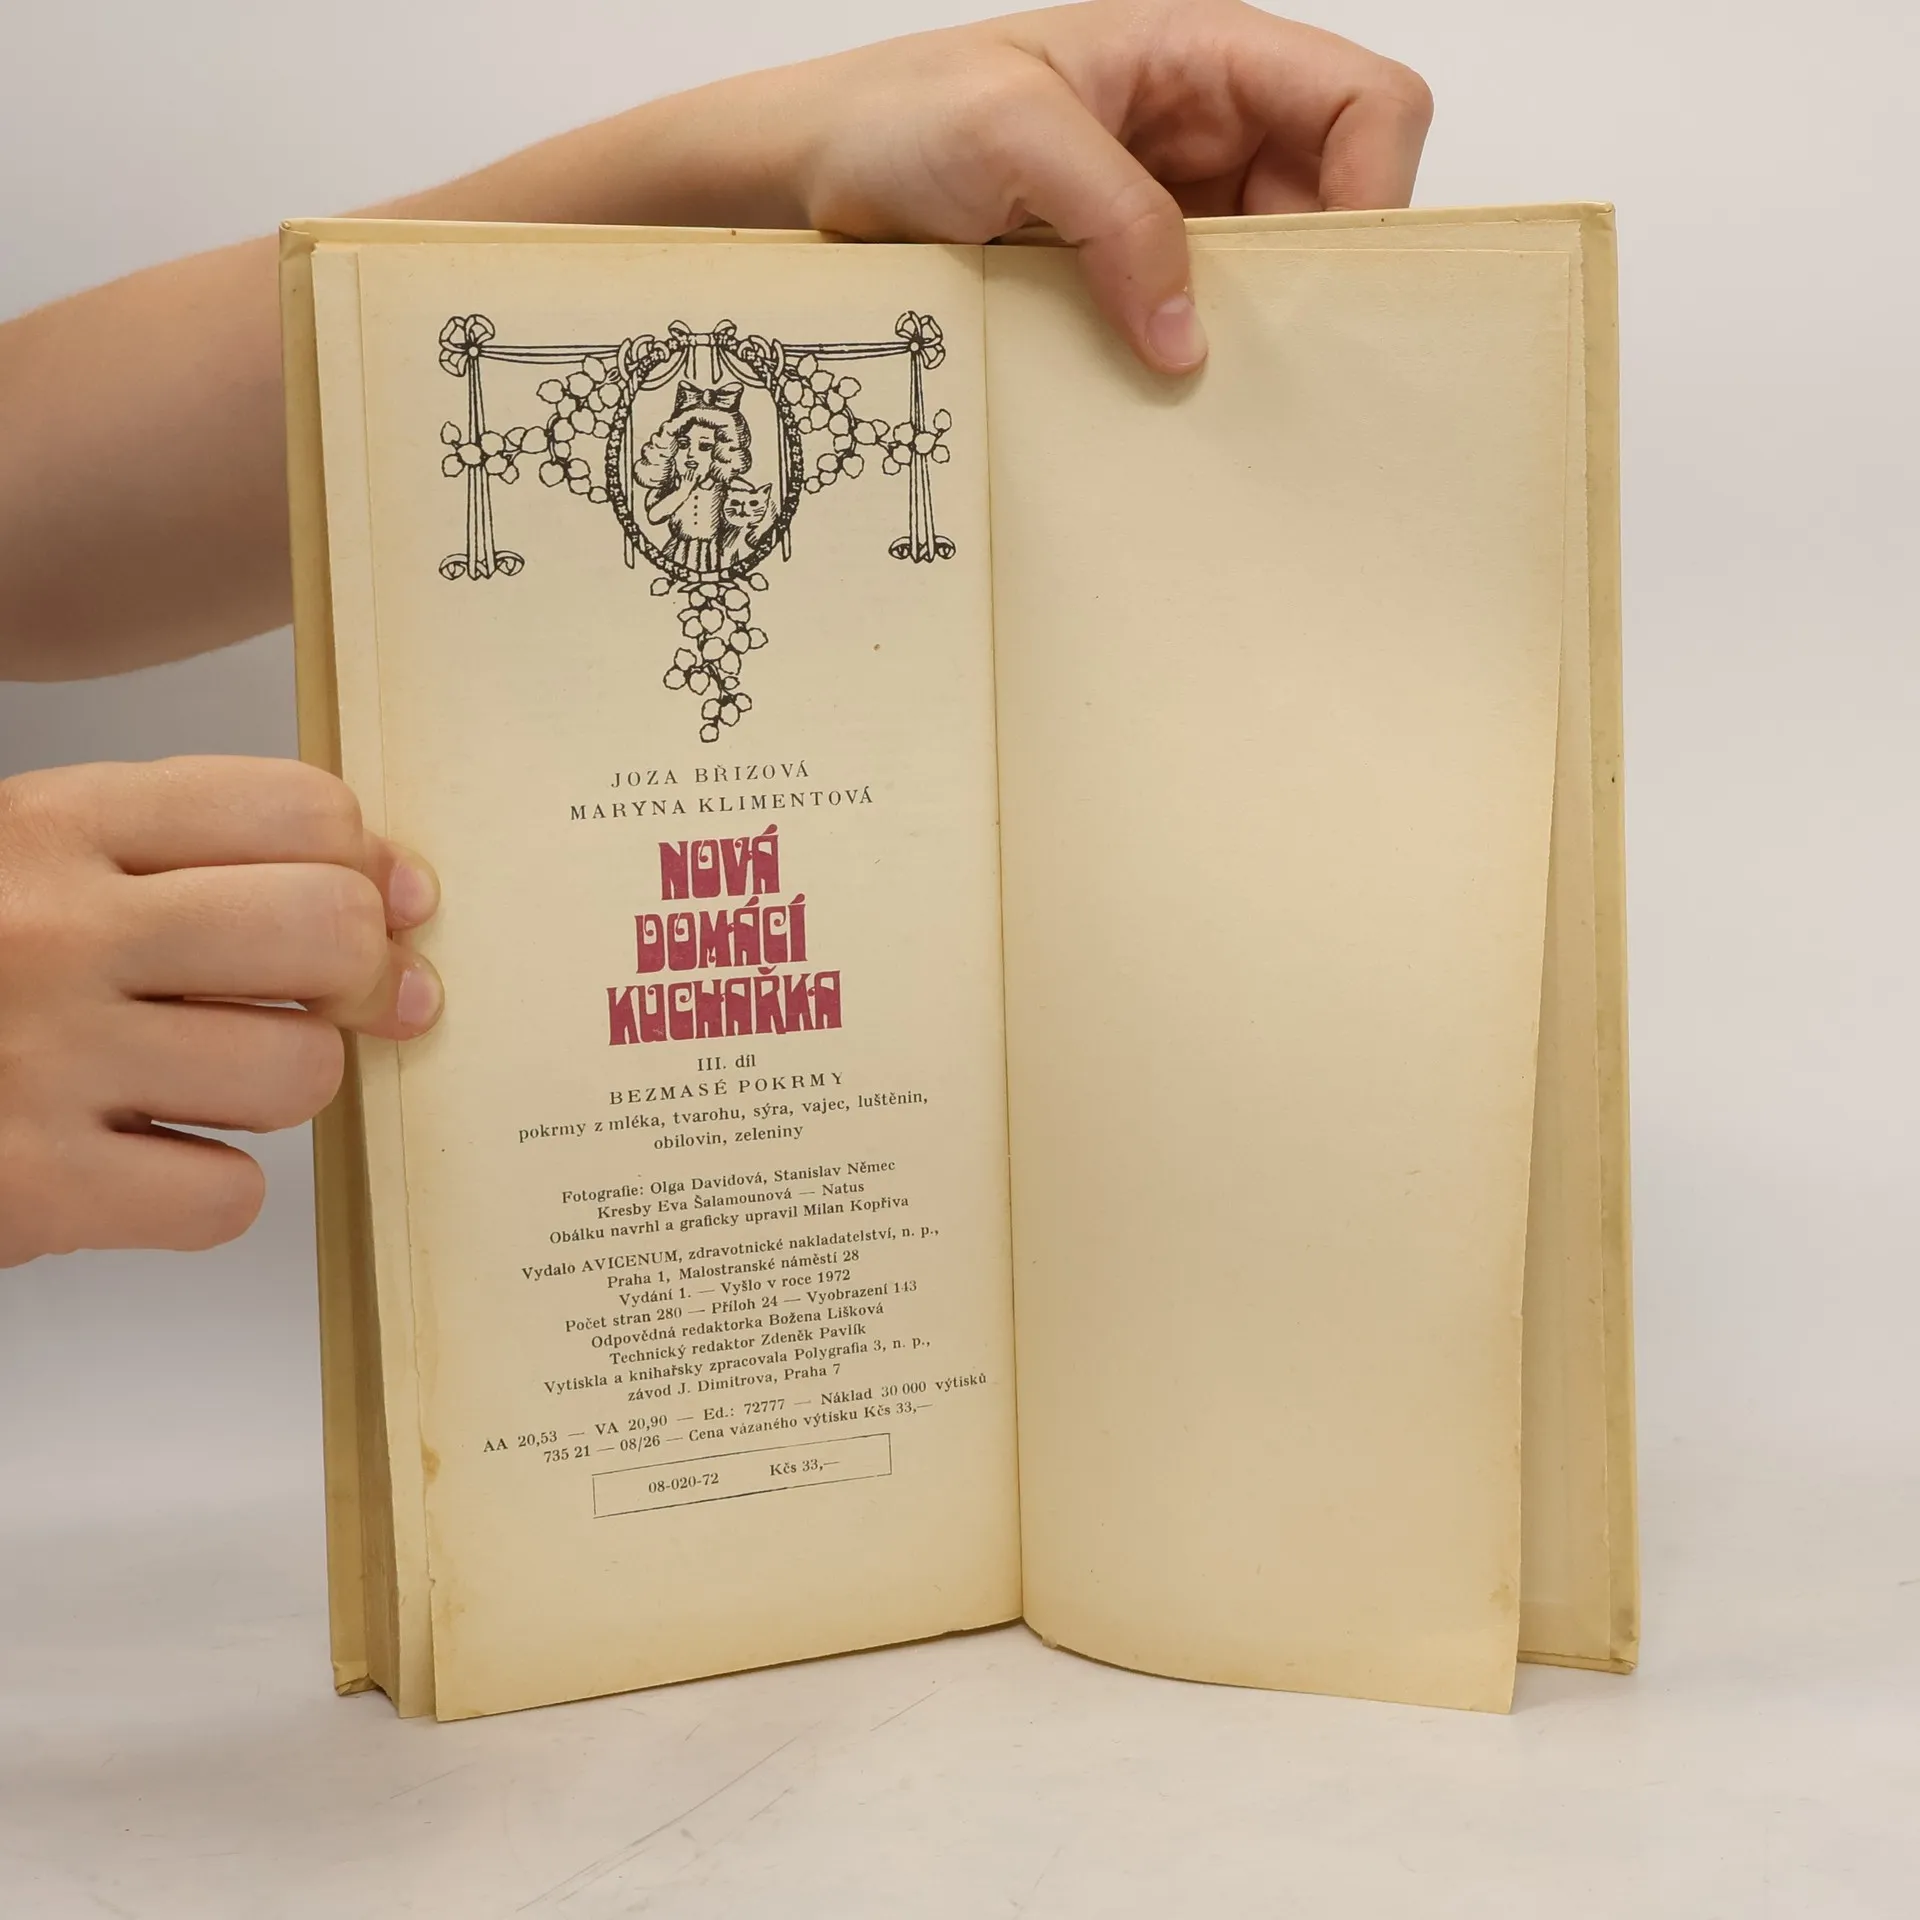 JOZA BŘIZOVÁ
MARYNA KLIMENTOVÁ
NOVÁ
DOMÁCÍ
KUCHAŘKA
III. díl
BEZMASÉ POKRMY
pokrmy z mléka, tvarohu, sýra, vajec, luštěnin,
obilovin, zeleniny
Fotografie: Olga Davidová, Stanislav Němec
Kresby Eva Šalamounová — Natus
Obálku navrhl a graficky upravil Milan Kopřiva
Vydalo AVICENUM, zdravotnické nakladatelství, n. p.,
Praha 1, Malostranské náměstí 28
Vydání 1. — Vyšlo v roce 1972
Počet stran 280 — Příloh 24 — Vyobrazení 143
Odpovědná redaktorka Božena Lišková
Technický redaktor Zdeněk Pavlík
Vytiskla a knihařsky zpracovala Polygrafia 3, n. p.,
závod J. Dimitrova, Praha 7
AA 20,53 — VA 20,90 — Ed.: 72777 — Náklad 30 000 výtisků
735 21 — 08/26 — Cena vázaného výtisku Kčs 33,—
08-020-72 Kčs 33,—